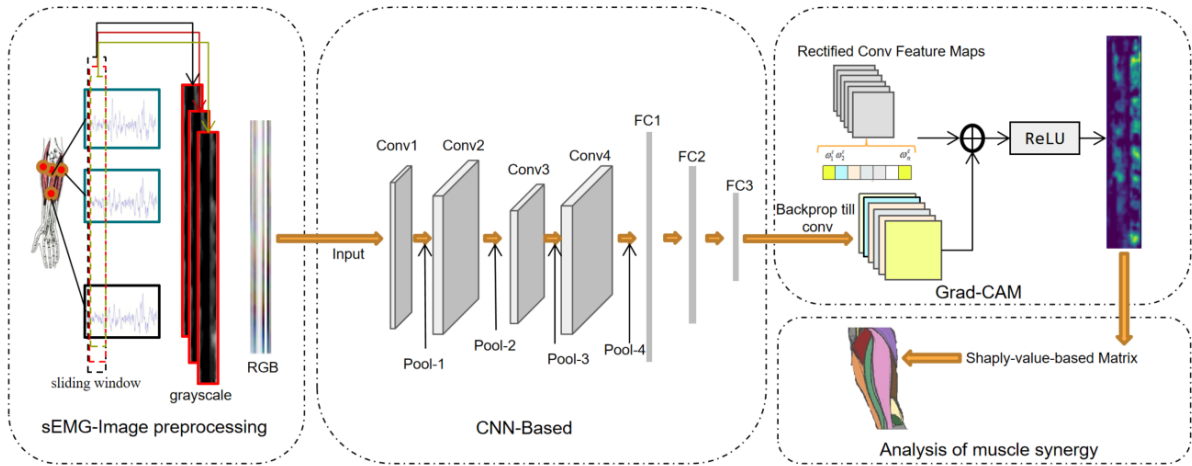 sliding window
grayscale
RGB
sEMG-Image preprocessing
Input
Conv1
Conv2
Conv3
Conv4
FC1
FC2
FC3
Pool-1
Pool-2
Pool-3
Pool-4
CNN-Based
Rectified Conv Feature Maps
Backprop till
conv
ReLU
Grad-CAM
Shaply-value-based Matrix
Analysis of muscle synergy